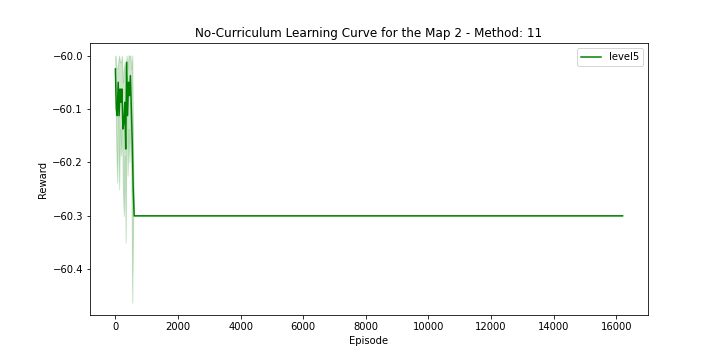 No-Curriculum Learning Curve for the Map 2 - Method: 11
level5
−60.0
−60.1
−60.2
−60.3
−60.4
Reward
0 2000 4000 6000 8000 10000 12000 14000 16000
Episode